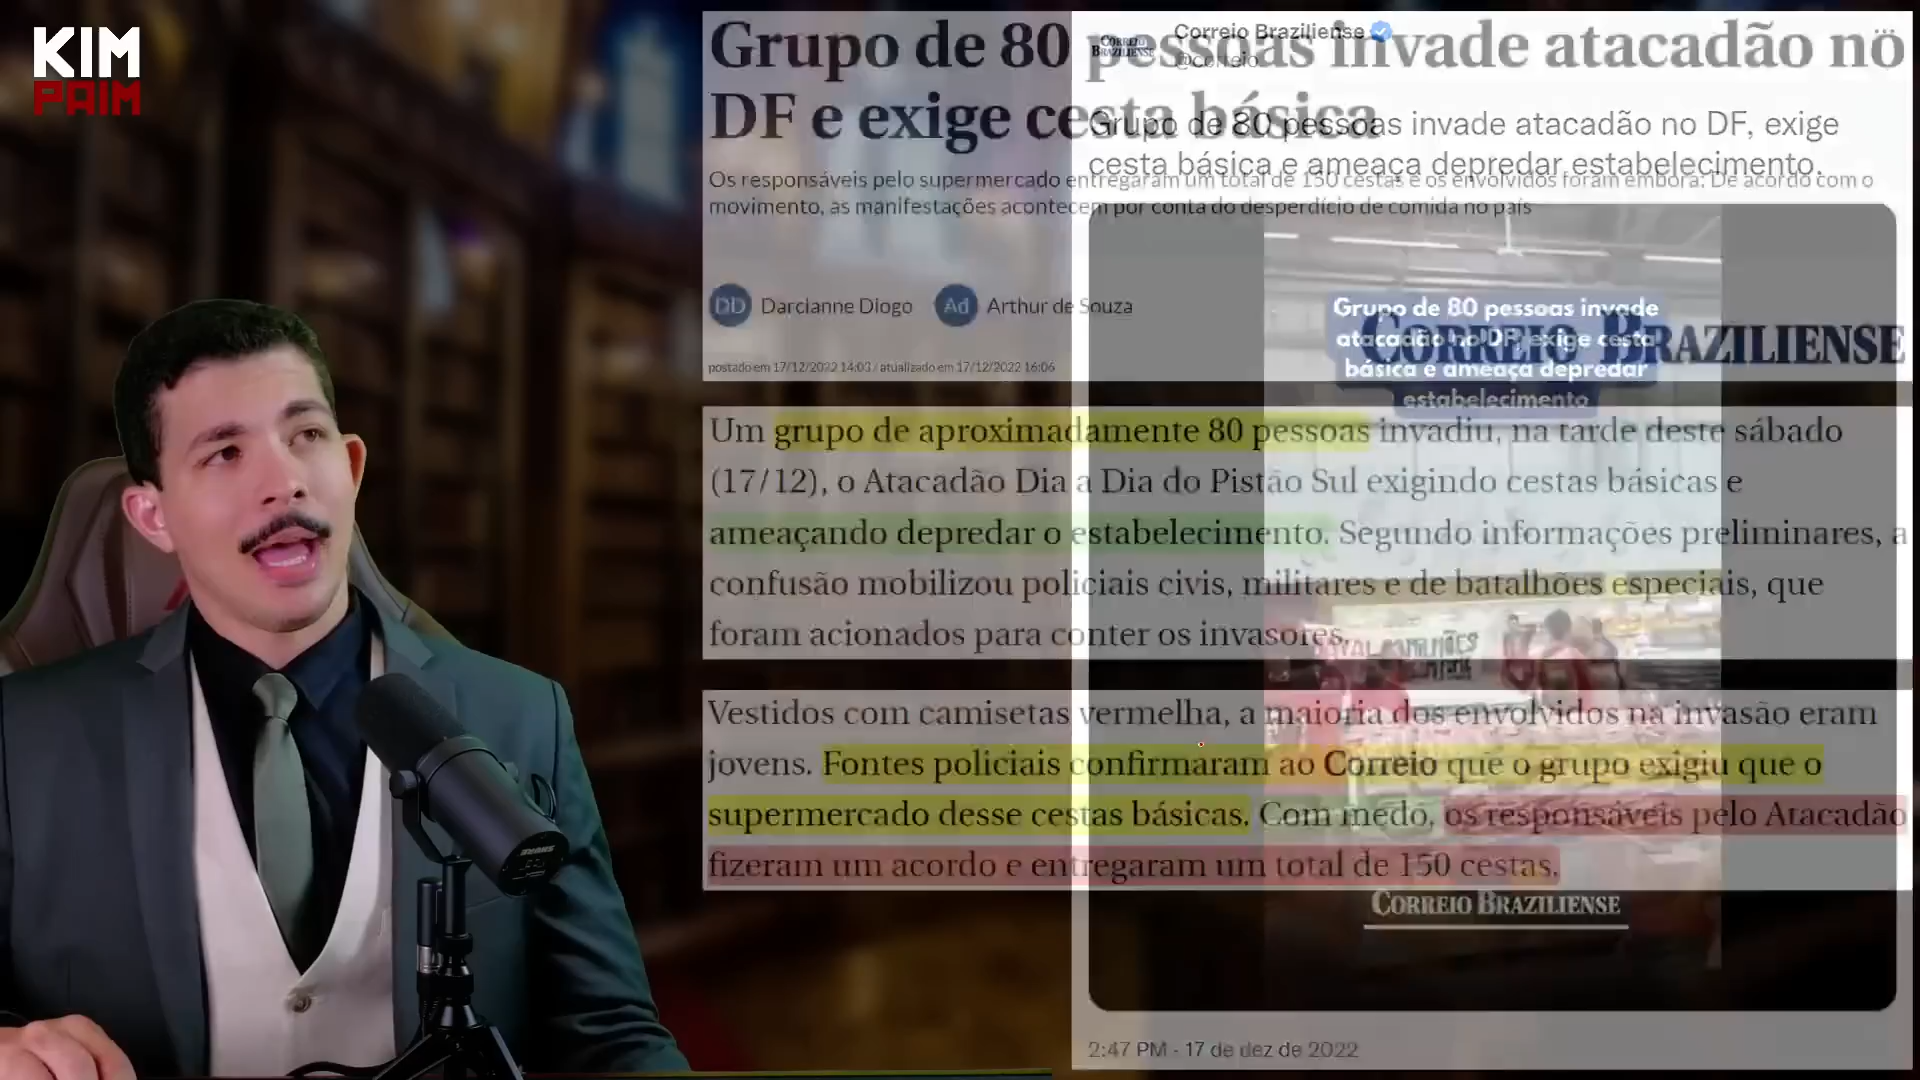 KIM
PAIM
Grupo de 80 pessoas invade atacadão no
DF e exige cesta básica
Os responsáveis pelo supermercado entregaram um total de 150 cestas e os envolvidos foram embora. De acordo com o
movimento, as manifestações acontecem por conta do desperdício de comida no país
DD Darcianne Diogo Ad Arthur de Souza
postado em 17/12/2022 14:03 / atualizado em 17/12/2022 16:06
CORREIO BRAZILIENSE
Um grupo de aproximadamente 80 pessoas invadiu, na tarde deste sábado
(17/12), o Atacadão Dia a Dia do Pistão Sul exigindo cestas básicas e
ameaçando depredar o estabelecimento. Segundo informações preliminares, a
confusão mobilizou policiais civis, militares e de batalhões especiais, que
foram acionados para conter os invasores.
Vestidos com camisetas vermelha, a maioria dos envolvidos na invasão eram
jovens. Fontes policiais confirmaram ao Correio que o grupo exigiu que o
supermercado desse cestas básicas. Com medo, os responsáveis pelo Atacadão
fizeram um acordo e entregaram um total de 150 cestas.
CORREIO BRAZILIENSE
Correio Braziliense
@correio
Grupo de 80 pessoas invade atacadão no DF, exige
cesta básica e ameaça depredar estabelecimento.
Grupo de 80 pessoas invade
atacadão no DF, exige cesta
básica e ameaça depredar
estabelecimento
CORREIO BRAZILIENSE
2:47 PM · 17 de dez de 2022